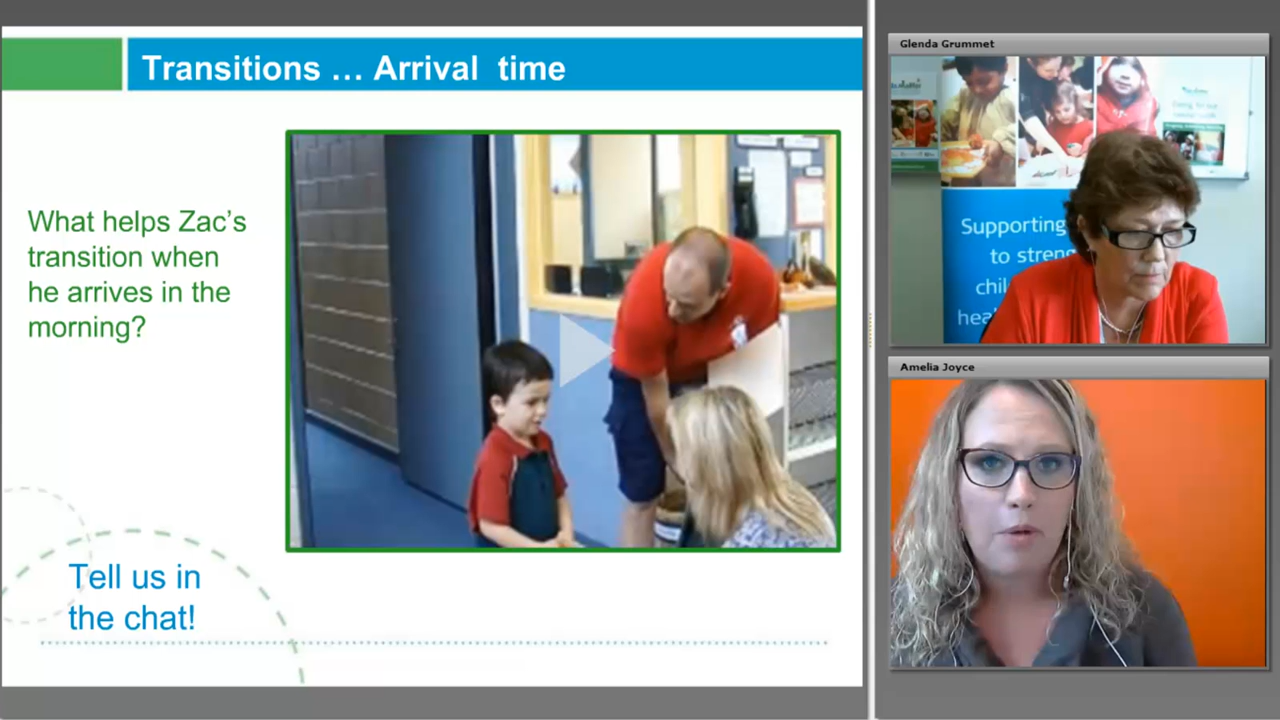 Transitions … Arrival time
What helps Zac's
transition when
he arrives in the
morning?
Tell us in
the chat!
Glenda Grummet
Supporting
to streng
chil
hea
Amelia Joyce